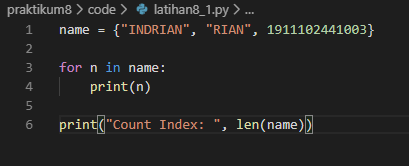 praktikum8 > code > latihan8_1.py > ...
1 name = {"INDRIAN", "RIAN", 1911102441003}
2
3 for n in name:
4 print(n)
5
6 print("Count Index: ", len(name))